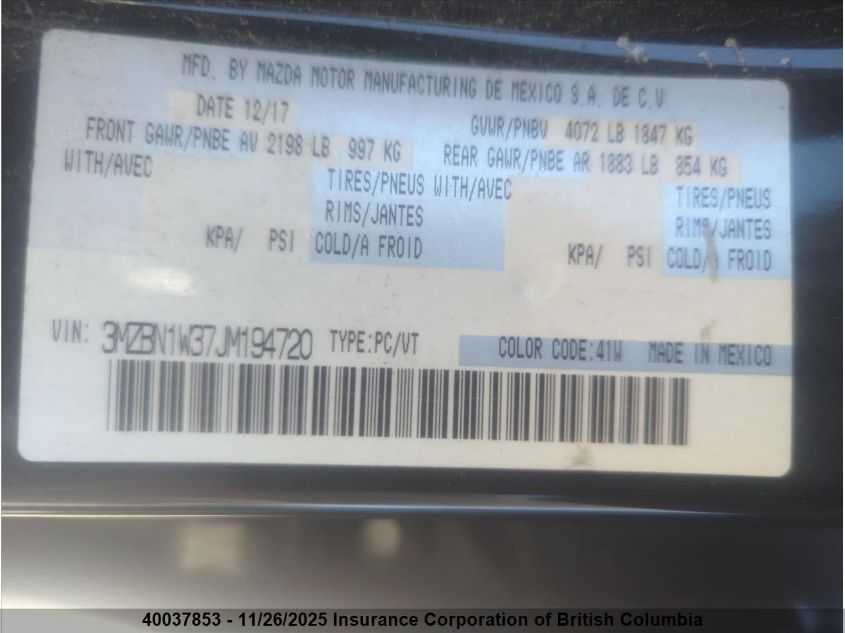 MFD. BY MAZDA MOTOR MANUFACTURING DE MEXICO S.A. DE C.V.
DATE 12/17 GVWR/PNBV 4072 LB 1847 KG
FRONT GAWR/PNBE AV 2198 LB 997 KG REAR GAWR/PNBE AR 1883 LB 854 KG
WITH/AVEC TIRES/PNEUS WITH/AVEC TIRES/PNEUS
RIMS/JANTES RIMS/JANTES
KPA/ PSI COLD/A FROID KPA/ PSI COLD/A FROID
VIN: 3MZBN1W37JM194720 TYPE:PC/VT COLOR CODE:41W MADE IN MEXICO
40037853 - 11/26/2025 Insurance Corporation of British Columbia